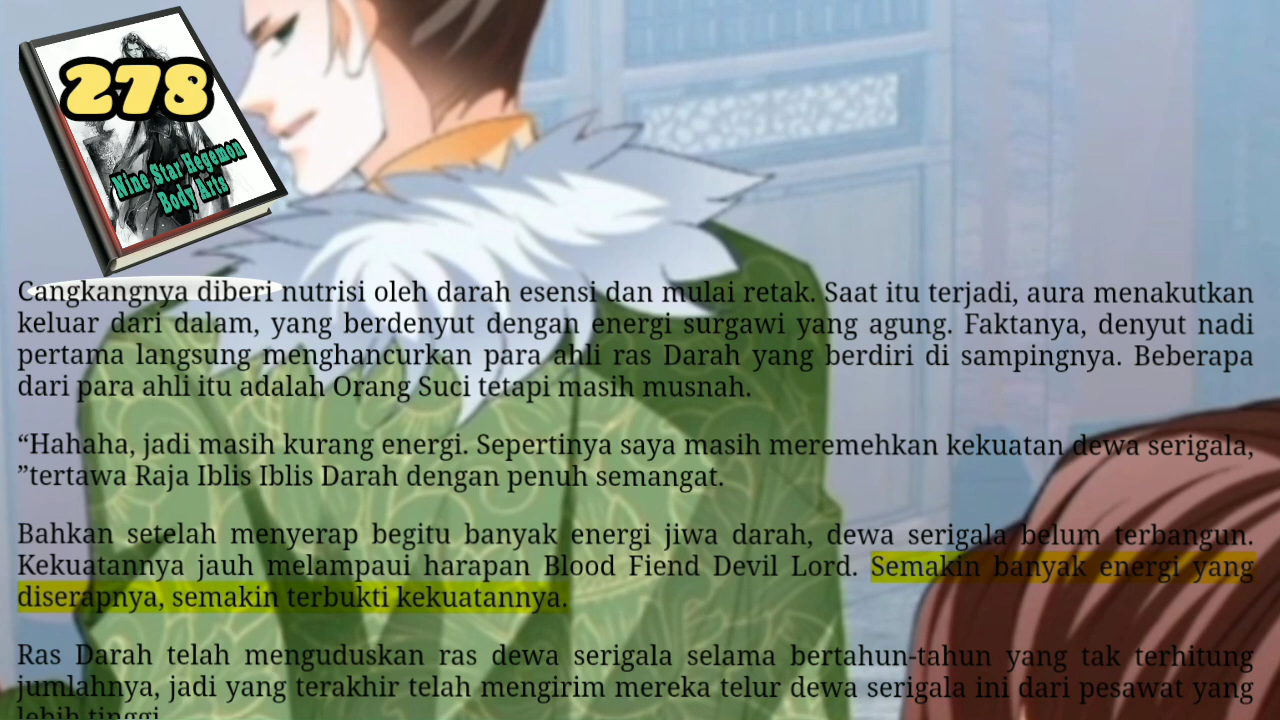 278
Nine Star Hegemon
Body Arts
Cangkangnya diberi nutrisi oleh darah esensi dan mulai retak. Saat itu terjadi, aura menakutkan
keluar dari dalam, yang berdenyut dengan energi surgawi yang agung. Faktanya, denyut nadi
pertama langsung menghancurkan para ahli ras Darah yang berdiri di sampingnya. Beberapa
dari para ahli itu adalah Orang Suci tetapi masih musnah.
“Hahaha, jadi masih kurang energi. Sepertinya saya masih meremehkan kekuatan dewa serigala,
”tertawa Raja Iblis Iblis Darah dengan penuh semangat.
Bahkan setelah menyerap begitu banyak energi jiwa darah, dewa serigala belum terbangun.
Kekuatannya jauh melampaui harapan Blood Fiend Devil Lord. Semakin banyak energi yang
diserapnya, semakin terbukti kekuatannya.
Ras Darah telah menguduskan ras dewa serigala selama bertahun-tahun yang tak terhitung
jumlahnya, jadi yang terakhir telah mengirim mereka telur dewa serigala ini dari pesawat yang
lebih tinggi.